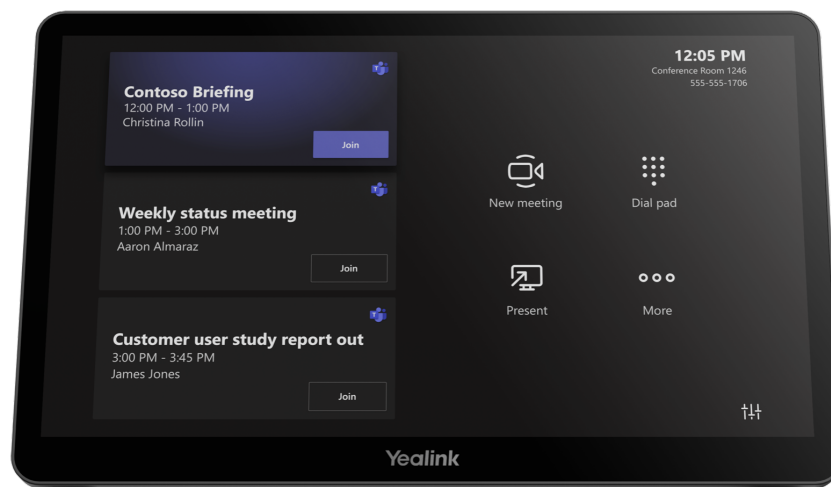 Contoso Briefing
12:00 PM - 1:00 PM
Christina Rollin
Join
Weekly status meeting
1:00 PM - 3:00 PM
Aaron Almaraz
Join
Customer user study report out
3:00 PM - 3:45 PM
James Jones
Join
12:05 PM
Conference Room 1246
555-555-1706
New meeting
Dial pad
Present
More
Yealink